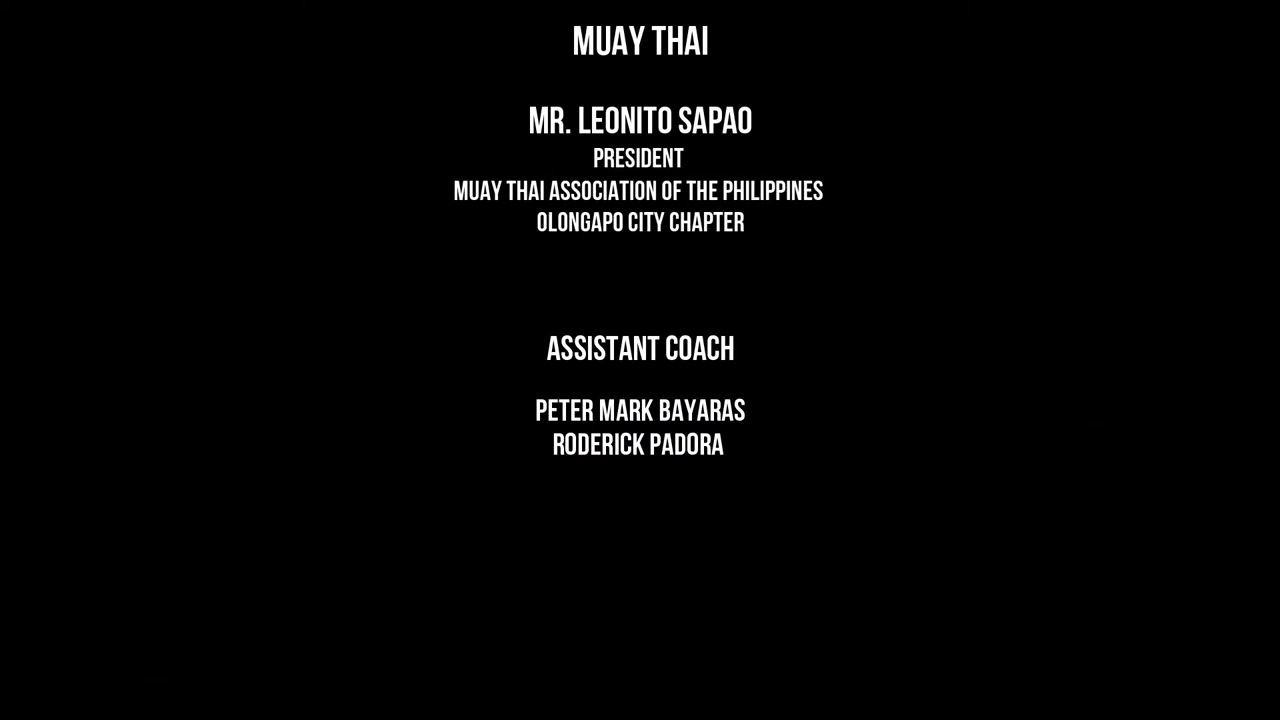 MUAY THAI
MR. LEONITO SAPAO
PRESIDENT
MUAY THAI ASSOCIATION OF THE PHILIPPINES
OLONGAPO CITY CHAPTER
ASSISTANT COACH
PETER MARK BAYARAS
RODERICK PADORA